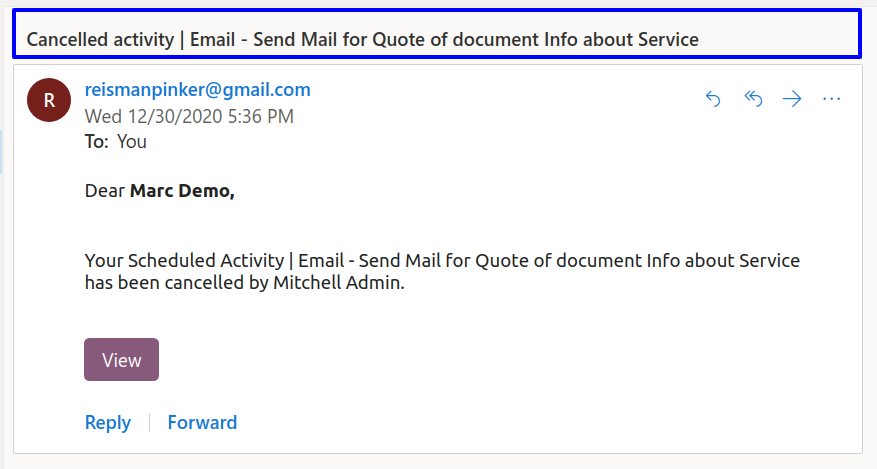 Cancelled activity | Email - Send Mail for Quote of document Info about Service
R
reismanpinker@gmail.com
Wed 12/30/2020 5:36 PM
To: You
Dear Marc Demo,
Your Scheduled Activity | Email - Send Mail for Quote of document Info about Service
has been cancelled by Mitchell Admin.
View
Reply
Forward